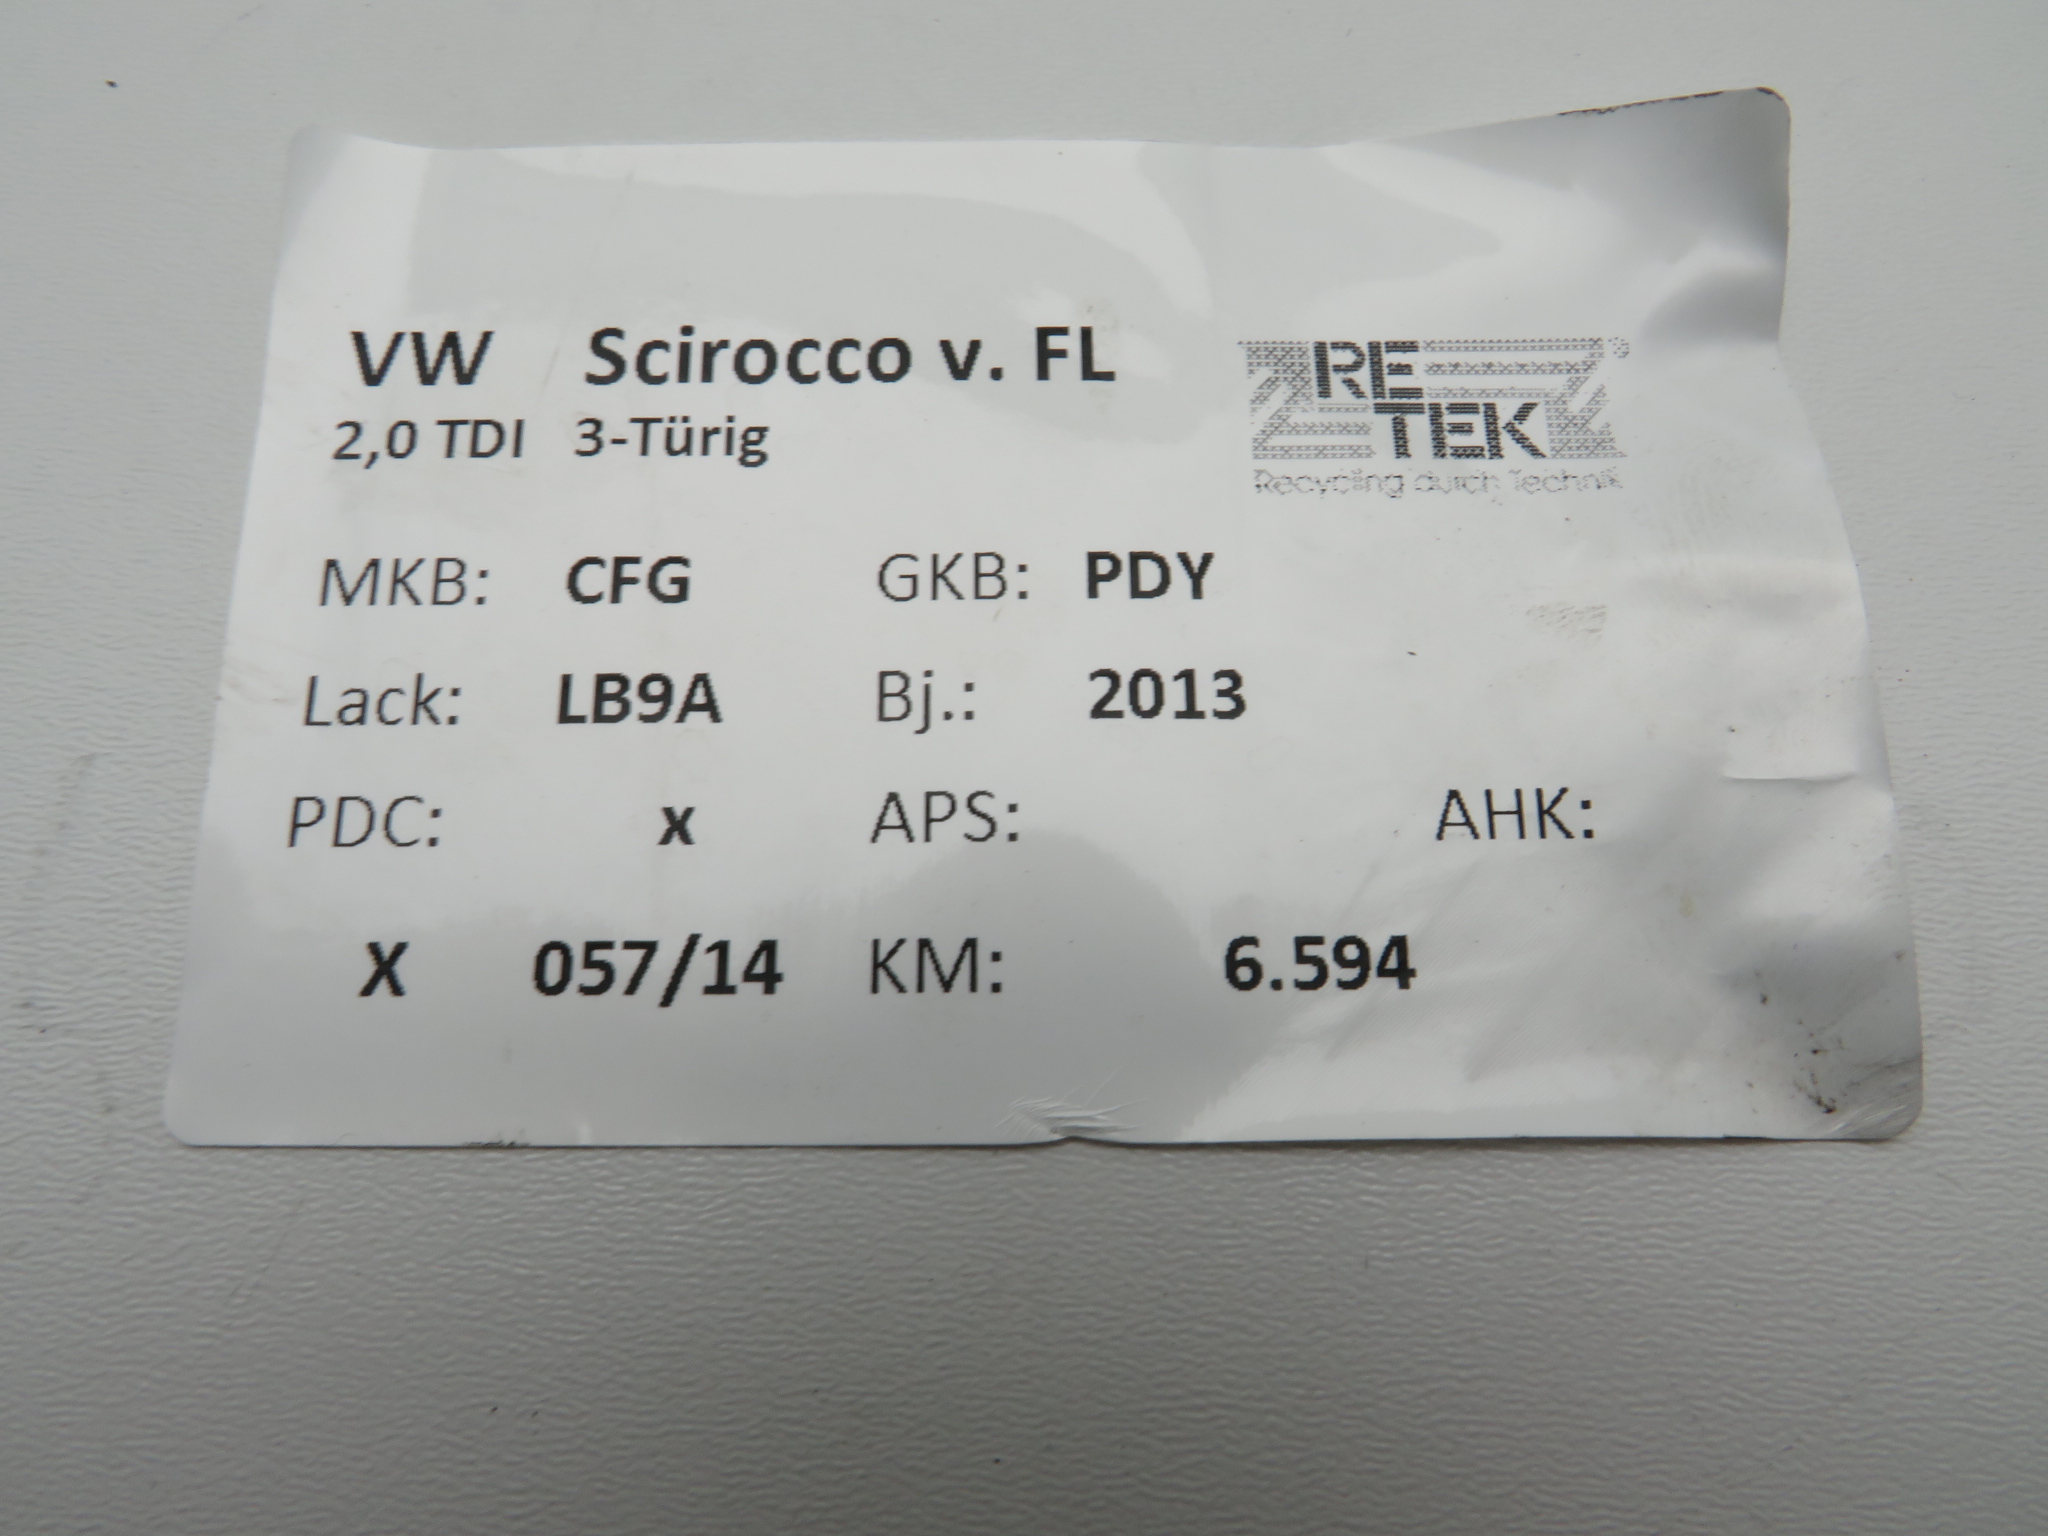 VW Scirocco v. FL
2,0 TDI 3-Türig
RE
TEK
®
Recycling durch Technik
MKB: CFG GKB: PDY
Lack: LB9A Bj.: 2013
PDC: x APS: AHK:
X 057/14 KM: 6.594